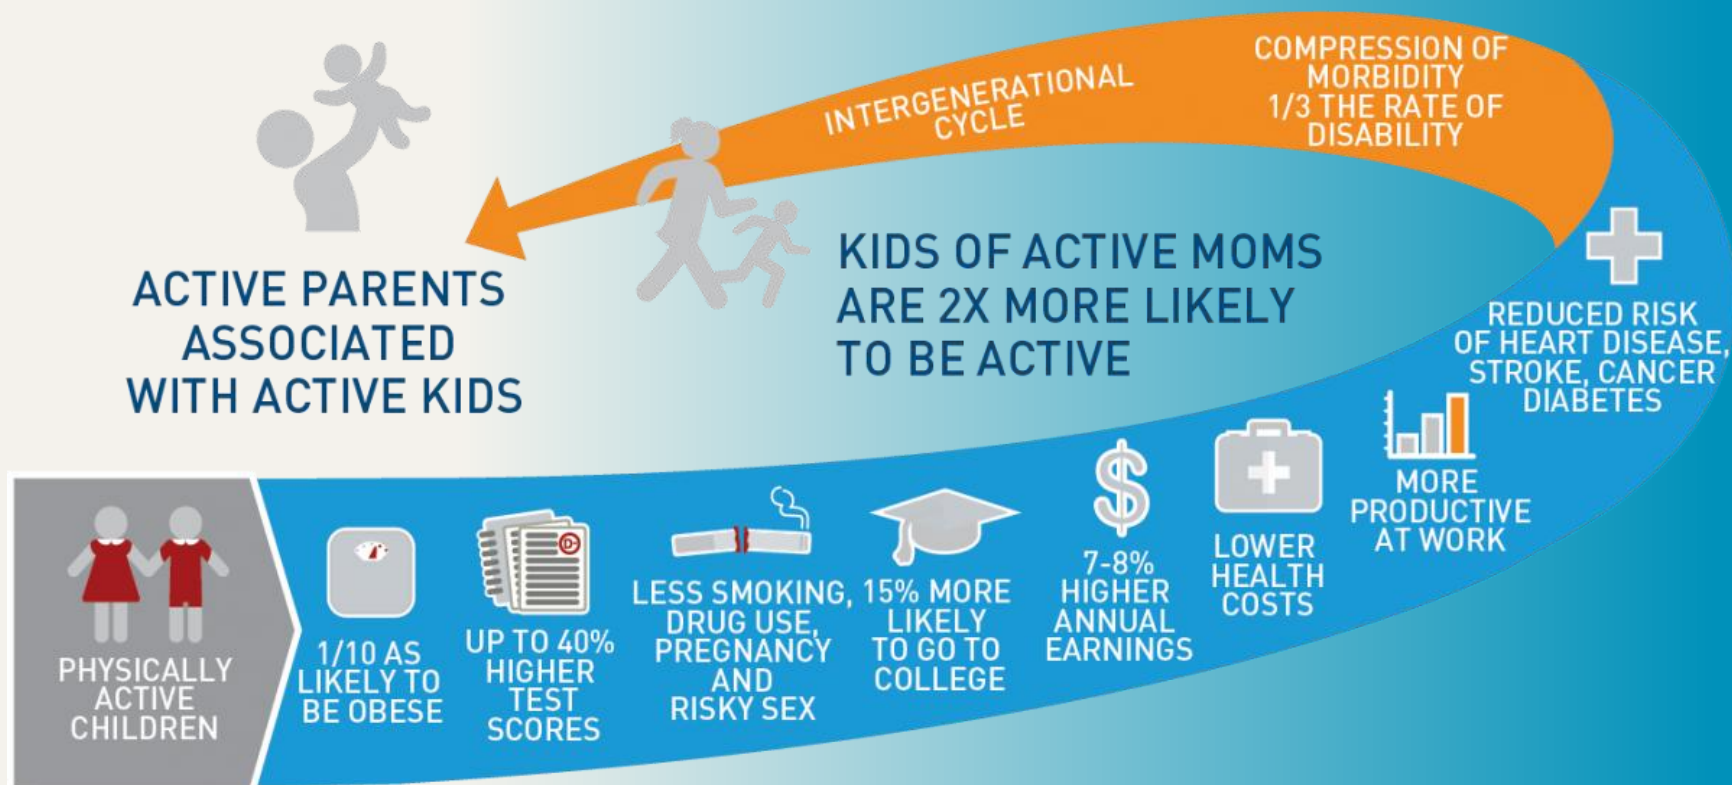 PHYSICALLY
ACTIVE
CHILDREN
1/10 AS
LIKELY TO
BE OBESE
D-
UP TO 40%
HIGHER
TEST
SCORES
LESS SMOKING,
DRUG USE,
PREGNANCY
AND
RISKY SEX
15% MORE
LIKELY
TO GO TO
COLLEGE
$
7-8%
HIGHER
ANNUAL
EARNINGS
LOWER
HEALTH
COSTS
MORE
PRODUCTIVE
AT WORK
REDUCED RISK
OF HEART DISEASE,
STROKE, CANCER
DIABETES
COMPRESSION OF
MORBIDITY
1/3 THE RATE OF
DISABILITY
INTERGENERATIONAL
CYCLE
KIDS OF ACTIVE MOMS
ARE 2X MORE LIKELY
TO BE ACTIVE
ACTIVE PARENTS
ASSOCIATED
WITH ACTIVE KIDS